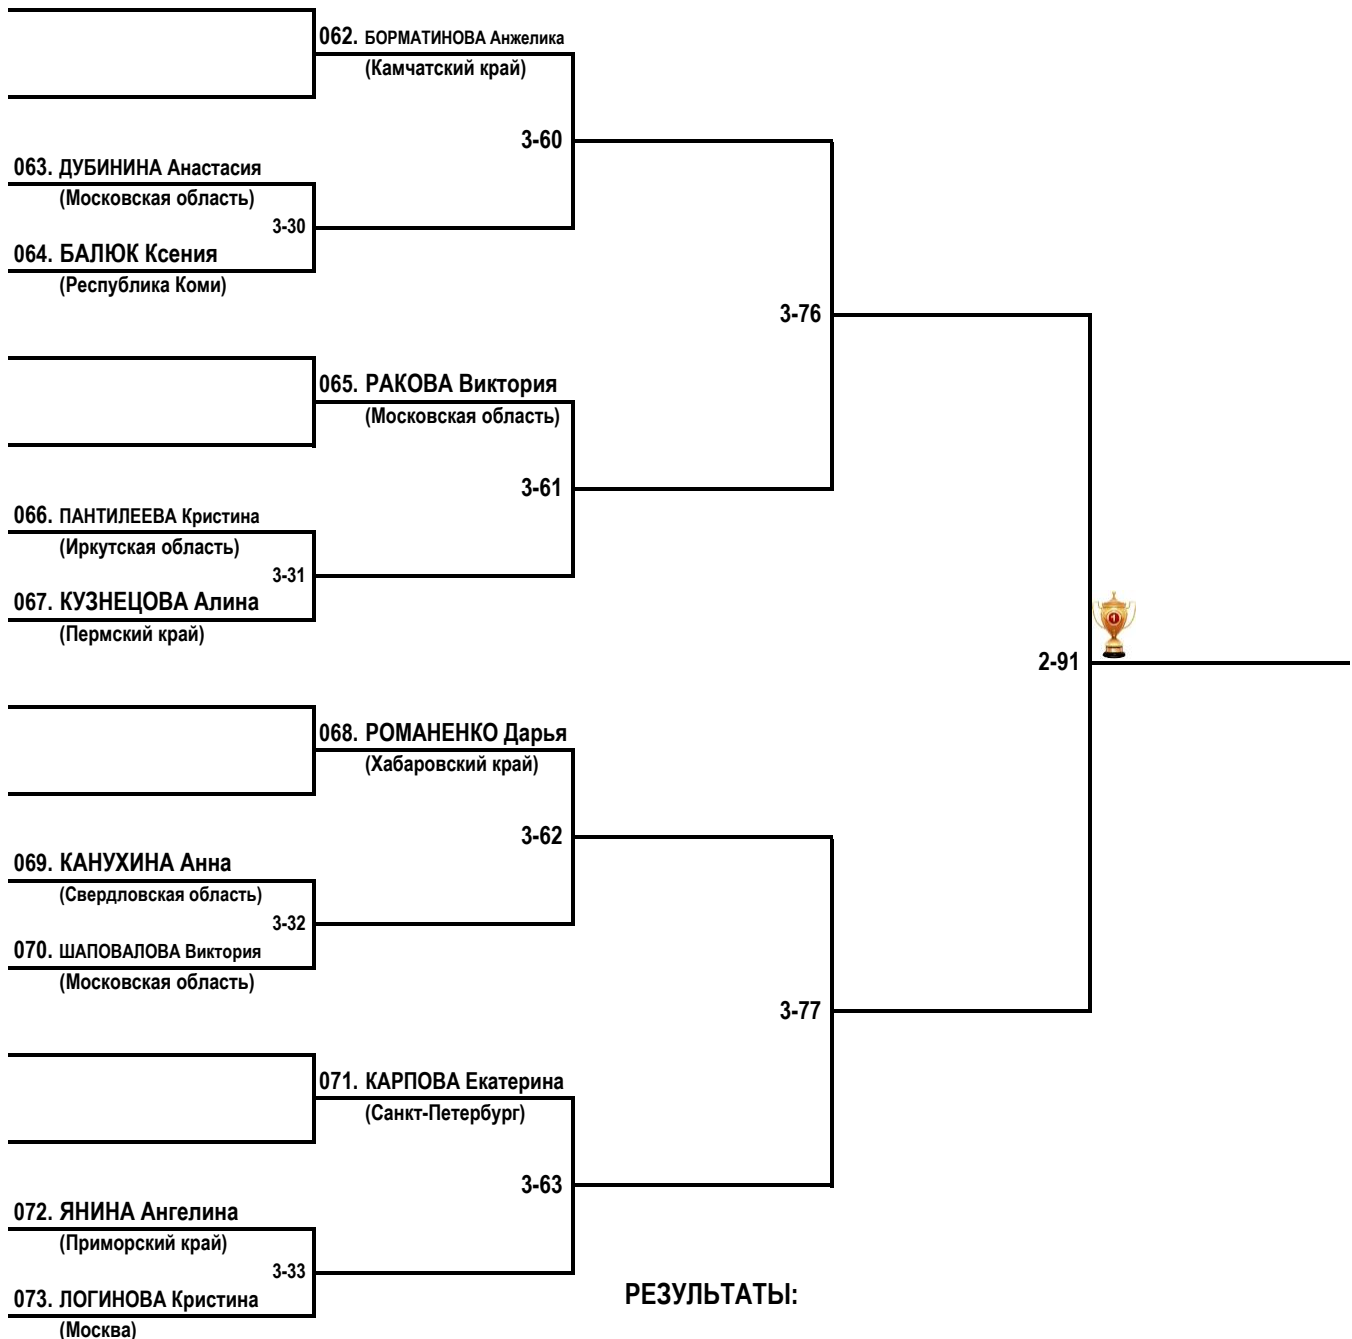 062. БОРМАТИНОВА Анжелика
(Камчатский край)
3-60
063. ДУБИНИНА Анастасия
(Московская область)
3-30
064. БАЛЮК Ксения
(Республика Коми)
3-76
065. РАКОВА Виктория
(Московская область)
3-61
066. ПАНТИЛЕЕВА Кристина
(Иркутская область)
3-31
067. КУЗНЕЦОВА Алина
(Пермский край)
1
2-91
068. РОМАНЕНКО Дарья
(Хабаровский край)
3-62
069. КАНУХИНА Анна
(Свердловская область)
3-32
070. ШАПОВАЛОВА Виктория
(Московская область)
3-77
071. КАРПОВА Екатерина
(Санкт-Петербург)
3-63
072. ЯНИНА Ангелина
(Приморский край)
3-33
073. ЛОГИНОВА Кристина
(Москва)
РЕЗУЛЬТАТЫ: